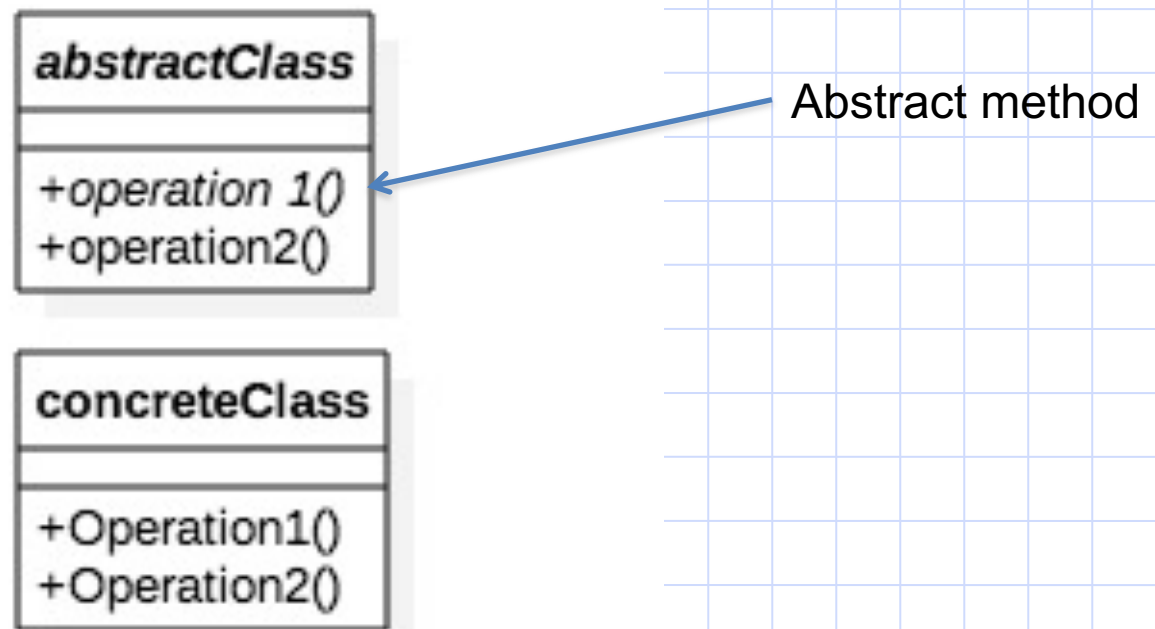 abstractClass
Abstract method
+operation 1()
+operation2()
concreteClass
+Operation1()
+Operation2()